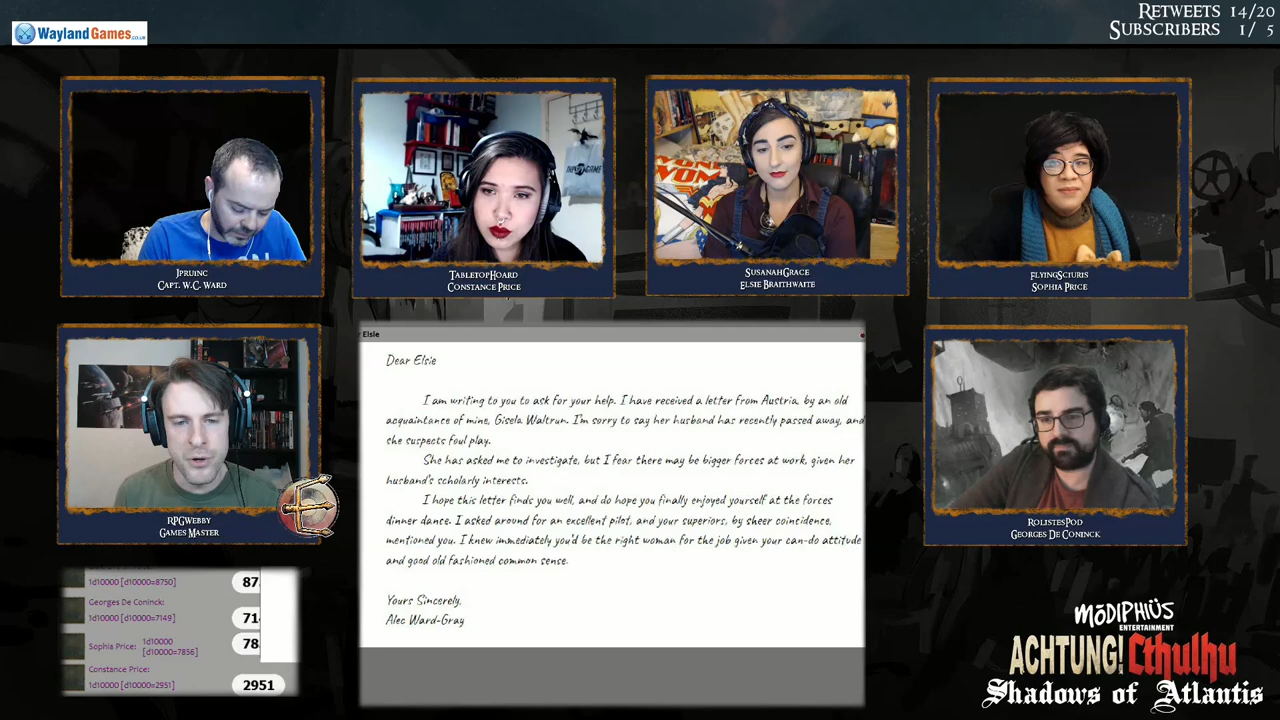 WaylandGames.co.uk
Retweets 14/20
Subscribers 1/ 5
Jpruinc
Capt. W.C. Ward
TabletopHoard
Constance Price
SusanahGrace
Elsie Braithwaite
FlyingSciuris
Sophia Price
RPGWebby
Games Master
RolistesPod
Georges De Coninck
Elsie
Dear Elsie
I am writing to you to ask for your help. I have received a letter from Austria, by an old
acquaintance of mine, Gisela Waltrun. I'm sorry to say her husband has recently passed away, and
she suspects foul play.
She has asked me to investigate, but I fear there may be bigger forces at work, given her
husband's scholarly interests.
I hope this letter finds you well, and do hope you finally enjoyed yourself at the forces
dinner dance. I asked around for an excellent pilot, and your superiors, by sheer coincidence,
mentioned you. I knew immediately you'd be the right woman for the job given your can-do attitude
and good old fashioned common sense.
Yours Sincerely,
Alec Ward-Gray
1d10000 [d10000=8750]
87
Georges De Coninck:
1d10000 [d10000=7149]
71
Sophia Price: 1d10000
[d10000=7856]
78
Constance Price:
1d10000 [d10000=2951]
2951
MōDIPHIÜS
ENTERTAINMENT
ACHTUNG! Cthulhu
Shadows of Atlantis